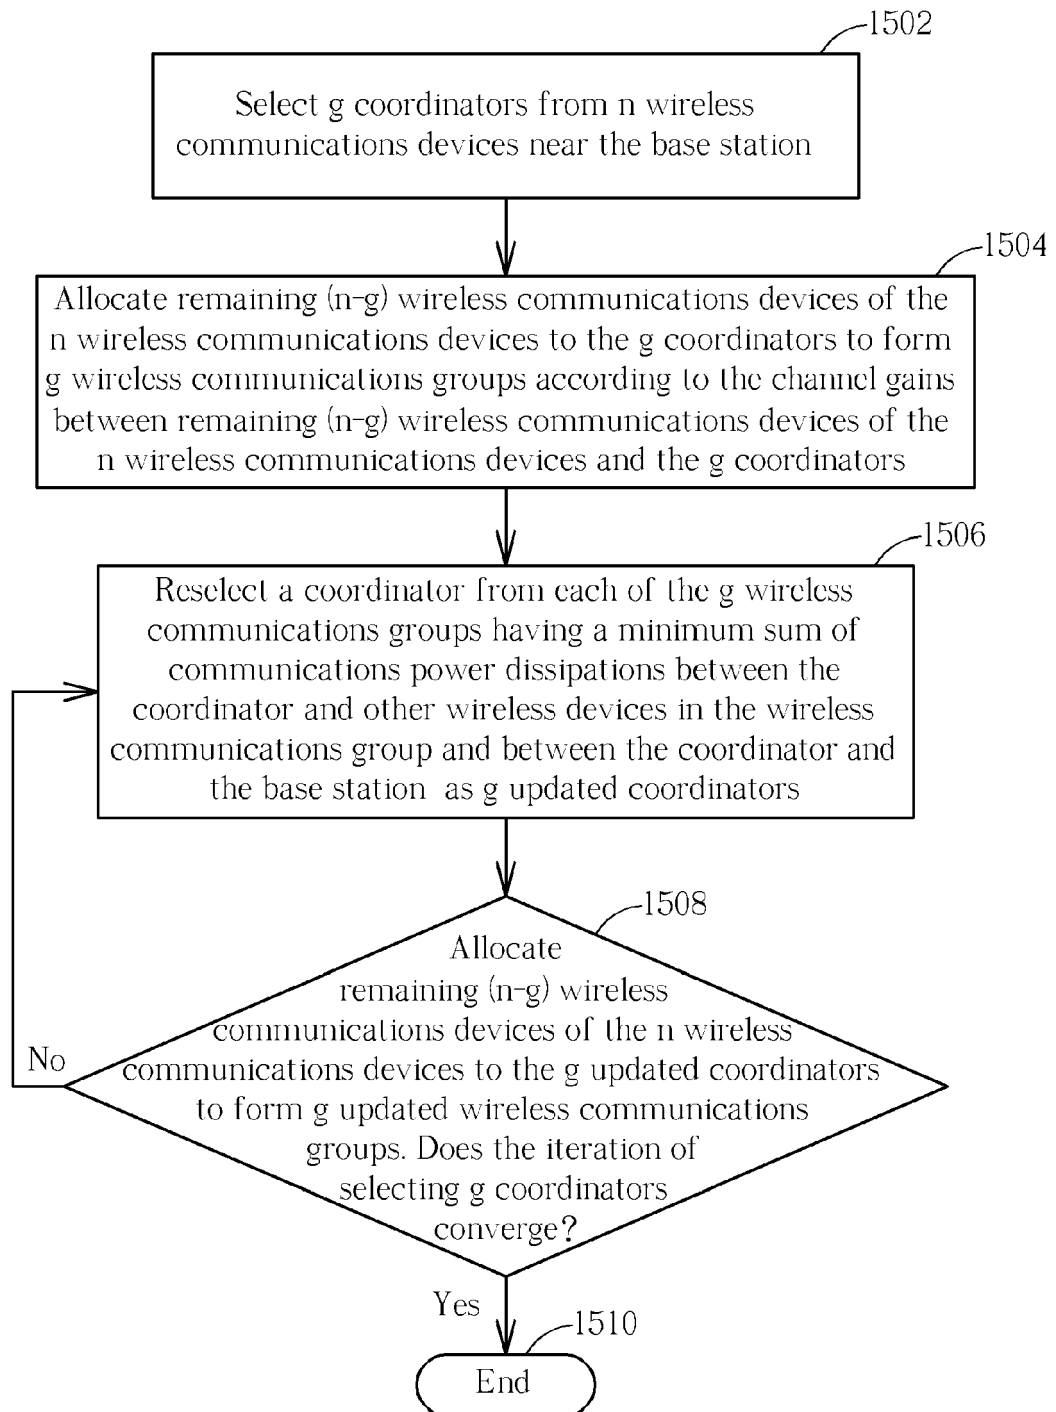 1502
Select g coordinators from n wireless
communications devices near the base station
1504
Allocate remaining (n-g) wireless communications devices of the
n wireless communications devices to the g coordinators to form
g wireless communications groups according to the channel gains
between remaining (n-g) wireless communications devices of the
n wireless communications devices and the g coordinators
1506
Reselect a coordinator from each of the g wireless
communications groups having a minimum sum of
communications power dissipations between the
coordinator and other wireless devices in the wireless
communications group and between the coordinator and
the base station as g updated coordinators
1508
Allocate
remaining (n-g) wireless
communications devices of the n wireless
communications devices to the g updated coordinators
to form g updated wireless communications
groups. Does the iteration of
selecting g coordinators
converge?
No
Yes
1510
End